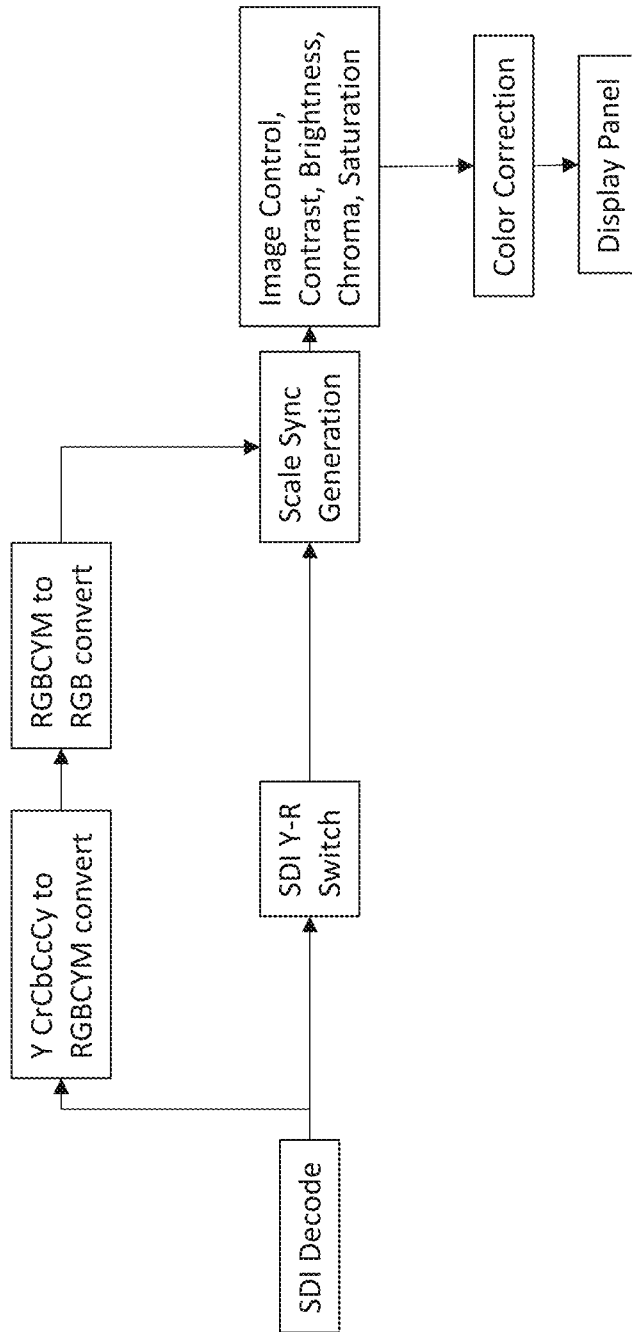 SDI Decode
Y CrCbCcCy to
RGBCYM convert
RGBCYM to
RGB convert
SDI Y-R
Switch
Scale Sync
Generation
Image Control,
Contrast, Brightness,
Chroma, Saturation
Color Correction
Display Panel